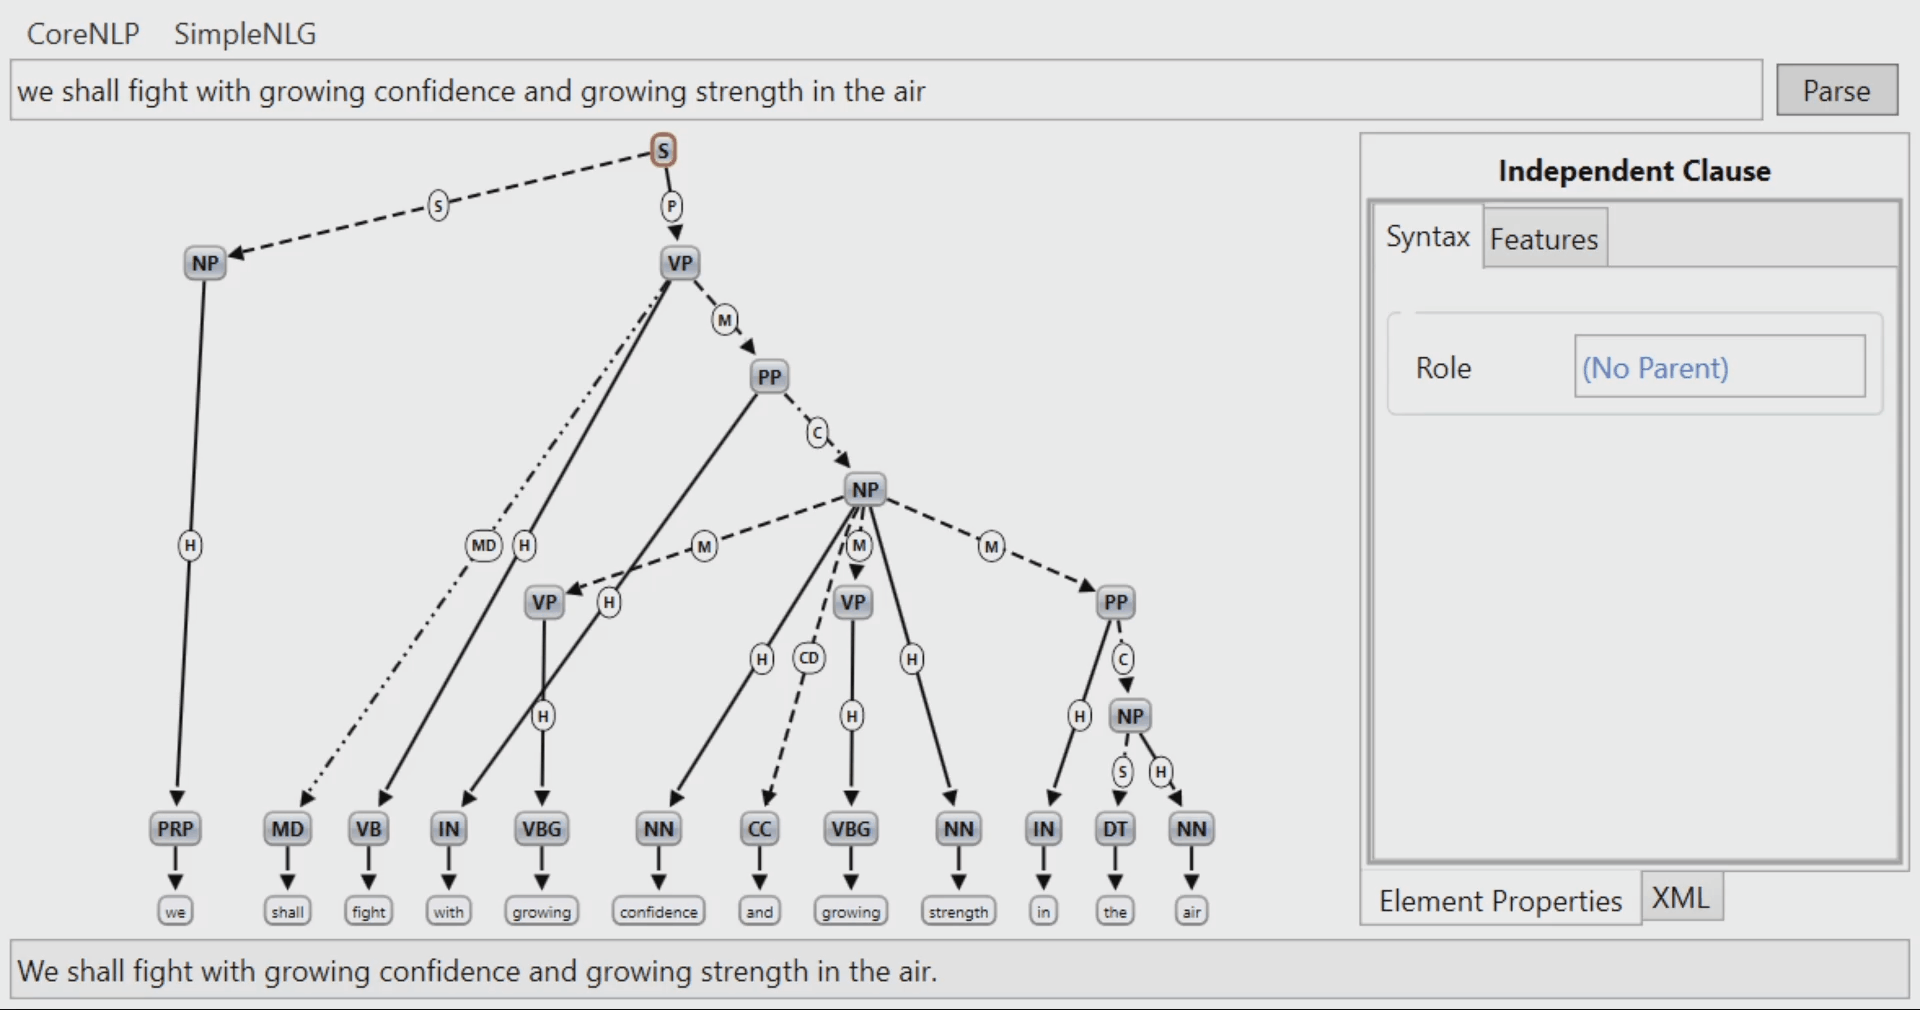 CoreNLP SimpleNLG
we shall fight with growing confidence and growing strength in the air Parse
S
S P
NP VP
M
PP
C
NP
H MD H M M M
VP H VP PP
H CD H C
H H H NP
S H
PRP MD VB IN VBG NN CC VBG NN IN DT NN
we shall fight with growing confidence and growing strength in the air
Independent Clause
Syntax Features
Role (No Parent)
Element Properties XML
We shall fight with growing confidence and growing strength in the air.